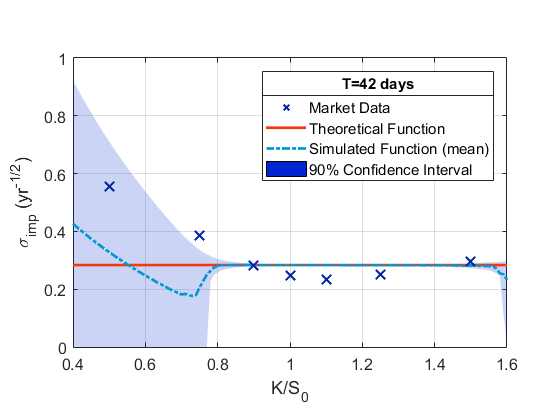 T=42 days
Market Data
Theoretical Function
Simulated Function (mean)
90% Confidence Interval
1
0.8
0.6
0.4
0.2
0
σ_imp (yr^-1/2)
0.4 0.6 0.8 1 1.2 1.4 1.6
K/S_0